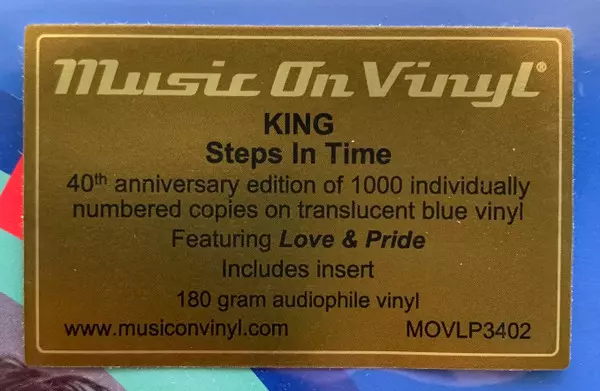 Music On Vinyl®
KING
Steps In Time
40th anniversary edition of 1000 individually
numbered copies on translucent blue vinyl
Featuring Love & Pride
Includes insert
180 gram audiophile vinyl
www.musiconvinyl.com MOVLP3402